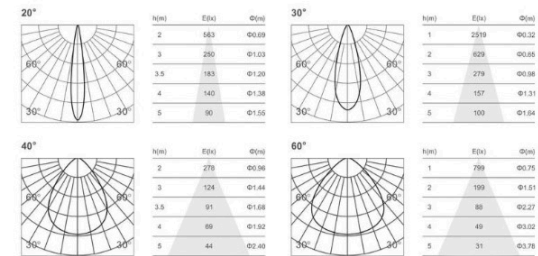 20°
60° 60°
30° 30°
h(m) E(lx) Φ(m)
2 563 Φ0.69
3 250 Φ1.03
3.5 183 Φ1.20
4 140 Φ1.38
5 90 Φ1.55
30°
60° 60°
30° 30°
h(m) E(lx) Φ(m)
1 2519 Φ0.32
2 629 Φ0.65
3 279 Φ0.98
4 157 Φ1.31
5 100 Φ1.64
40°
60° 60°
30° 30°
h(m) E(lx) Φ(m)
2 278 Φ0.96
3 124 Φ1.44
3.5 91 Φ1.68
4 69 Φ1.92
5 44 Φ2.40
60°
60° 60°
30° 30°
h(m) E(lx) Φ(m)
1 799 Φ0.75
2 199 Φ1.51
3 88 Φ2.27
4 49 Φ3.02
5 31 Φ3.78